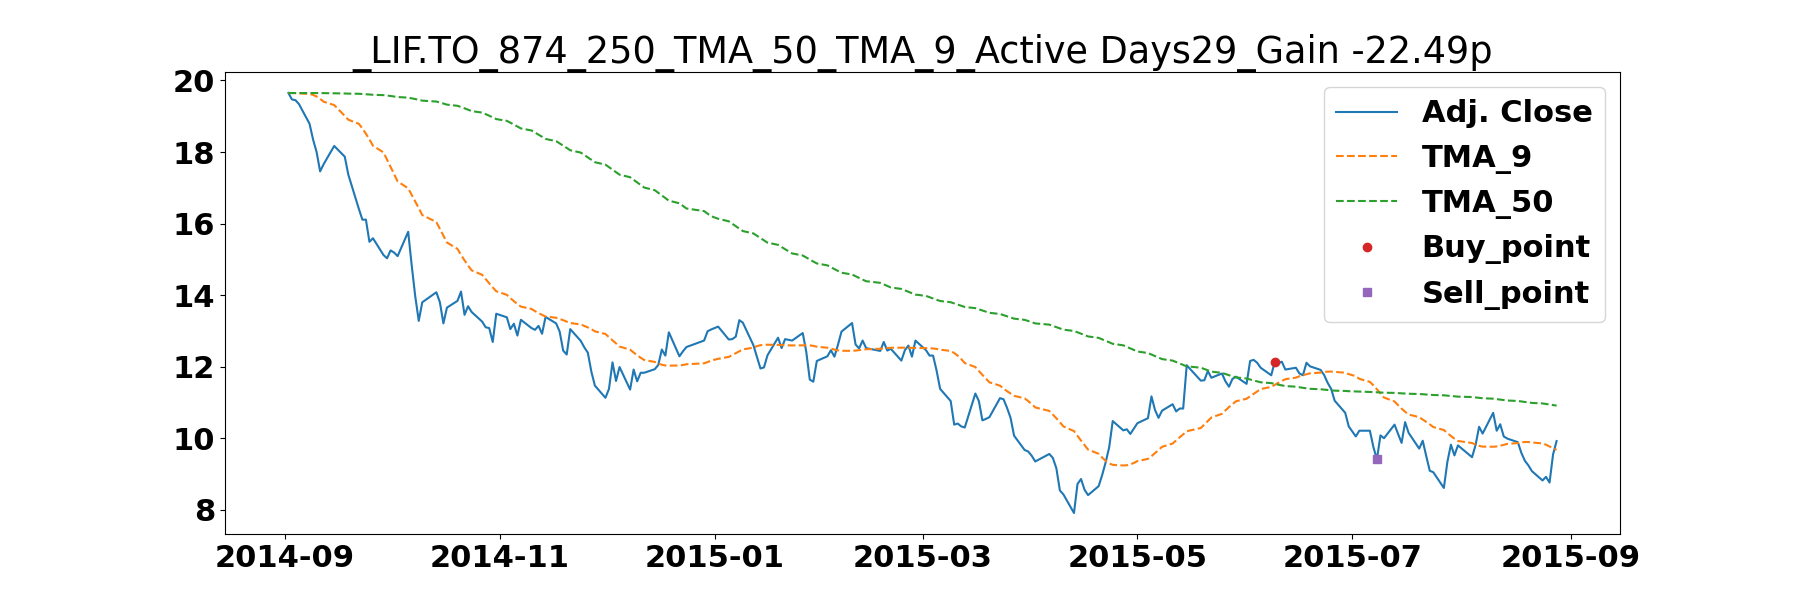 _LIF.TO_874_250_TMA_50_TMA_9_Active Days29_Gain -22.49p
20
18
16
14
12
10
8
Adj. Close
TMA_9
TMA_50
Buy_point
Sell_point
2014-09 2014-11 2015-01 2015-03 2015-05 2015-07 2015-09